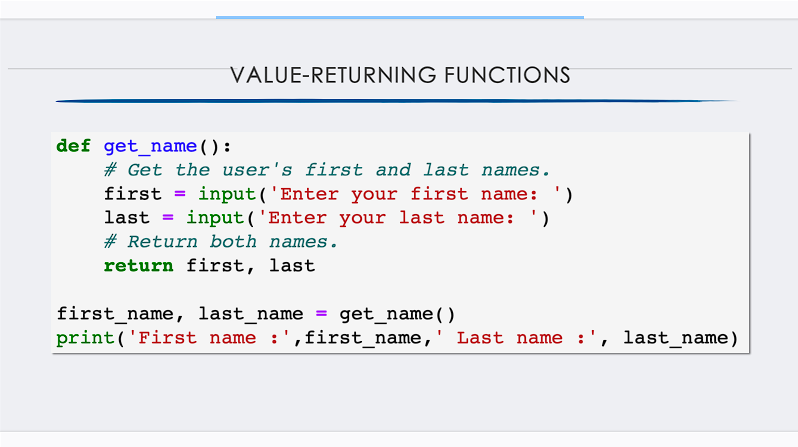 VALUE-RETURNING FUNCTIONS
def get_name():
    # Get the user's first and last names.
    first = input('Enter your first name: ')
    last = input('Enter your last name: ')
    # Return both names.
    return first, last
first_name, last_name = get_name()
print('First name :',first_name,' Last name :', last_name)